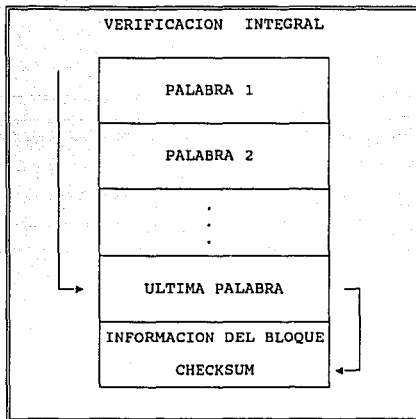 VERIFICACION INTEGRAL
PALABRA 1
PALABRA 2
.
.
.
ULTIMA PALABRA
INFORMACION DEL BLOQUE
CHECKSUM